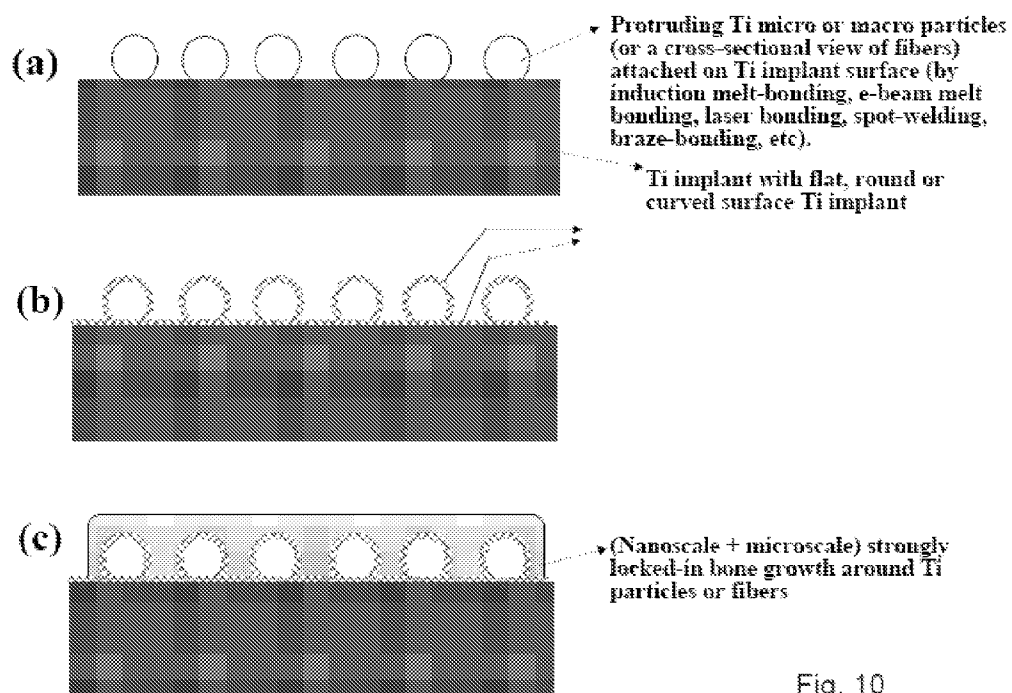 (a)
Protruding Ti micro or macro particles
(or a cross-sectional view of fibers)
attached on Ti implant surface (by
induction melt-bonding, e-beam melt
bonding, laser bonding, spot-welding,
braze-bonding, etc).
Ti implant with flat, round or
curved surface Ti implant
(b)
(c)
(Nanoscale + microscale) strongly
locked-in bone growth around Ti
particles or fibers
Fig. 10